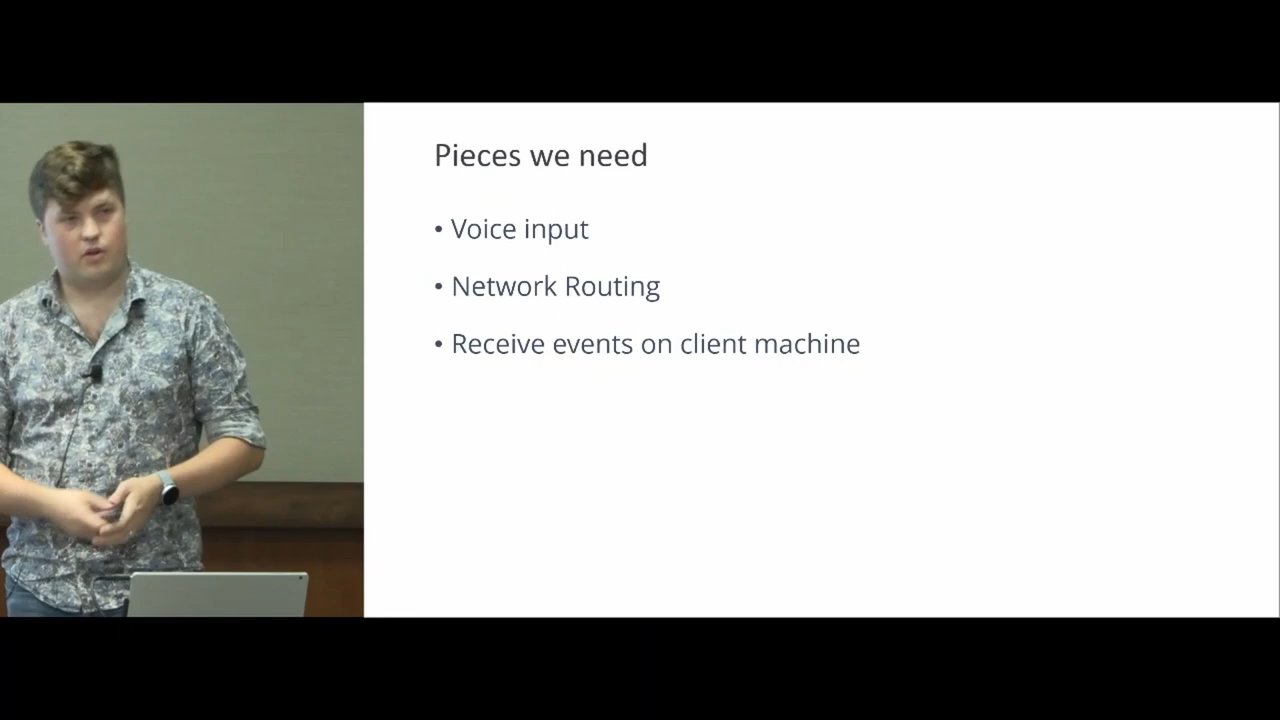 Pieces we need
• Voice input
• Network Routing
• Receive events on client machine